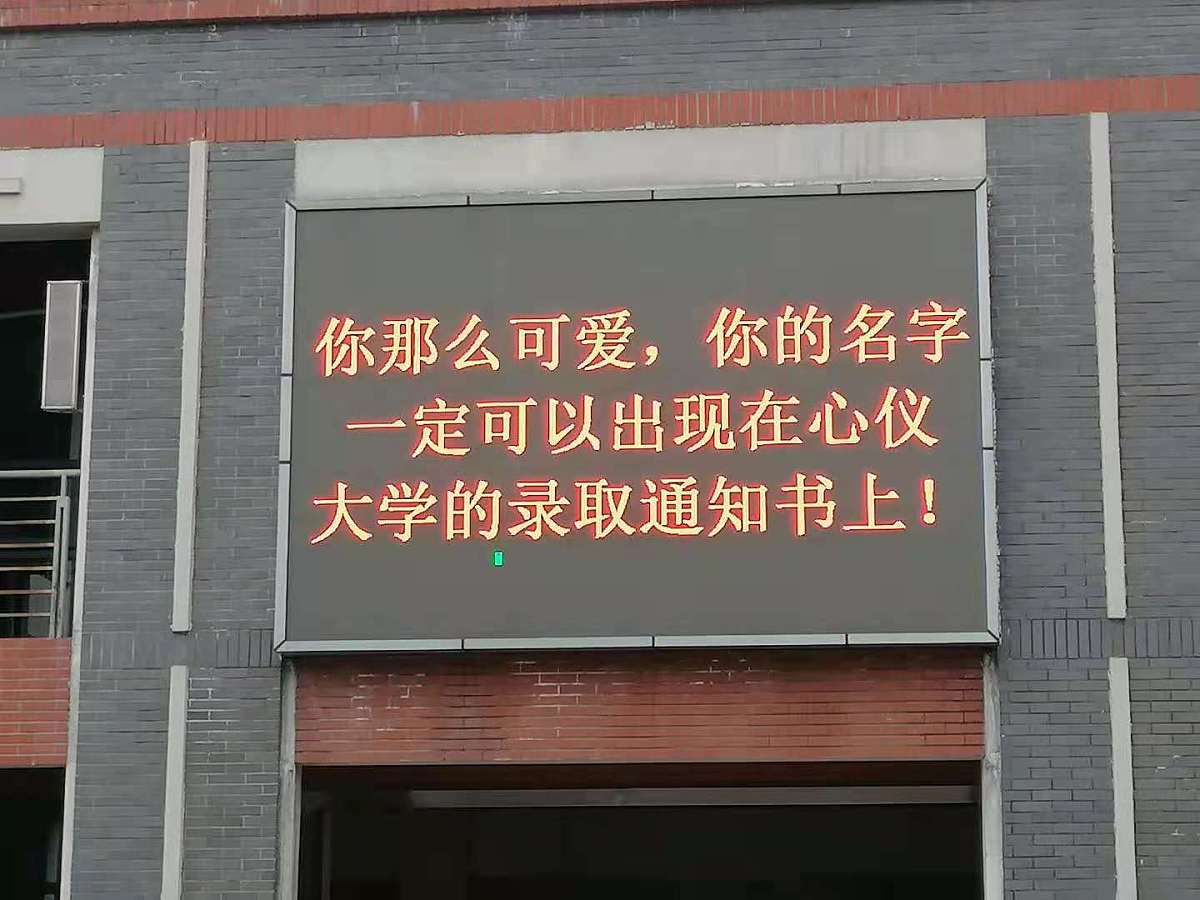 你那么可爱，你的名字
一定可以出现在心仪
大学的录取通知书上！